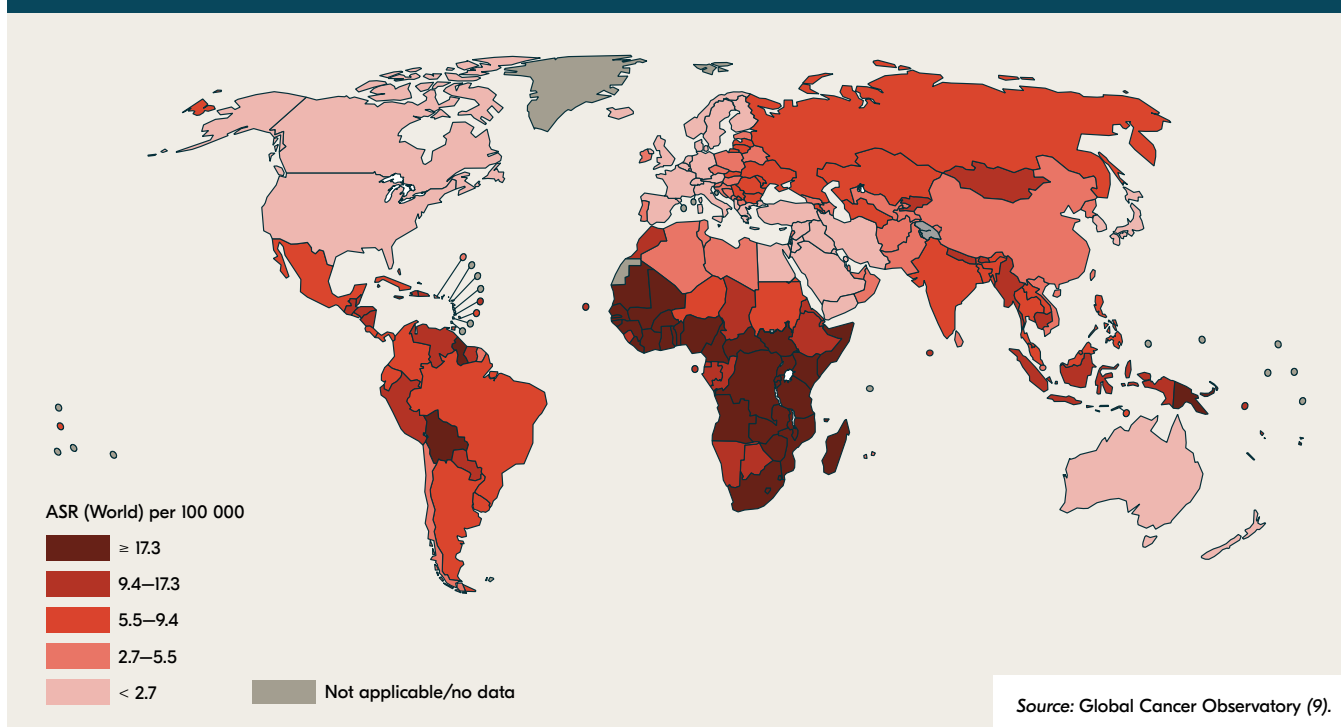 ASR (World) per 100 000
≥ 17.3
9.4–17.3
5.5–9.4
2.7–5.5
< 2.7
Not applicable/no data
Source: Global Cancer Observatory (9).